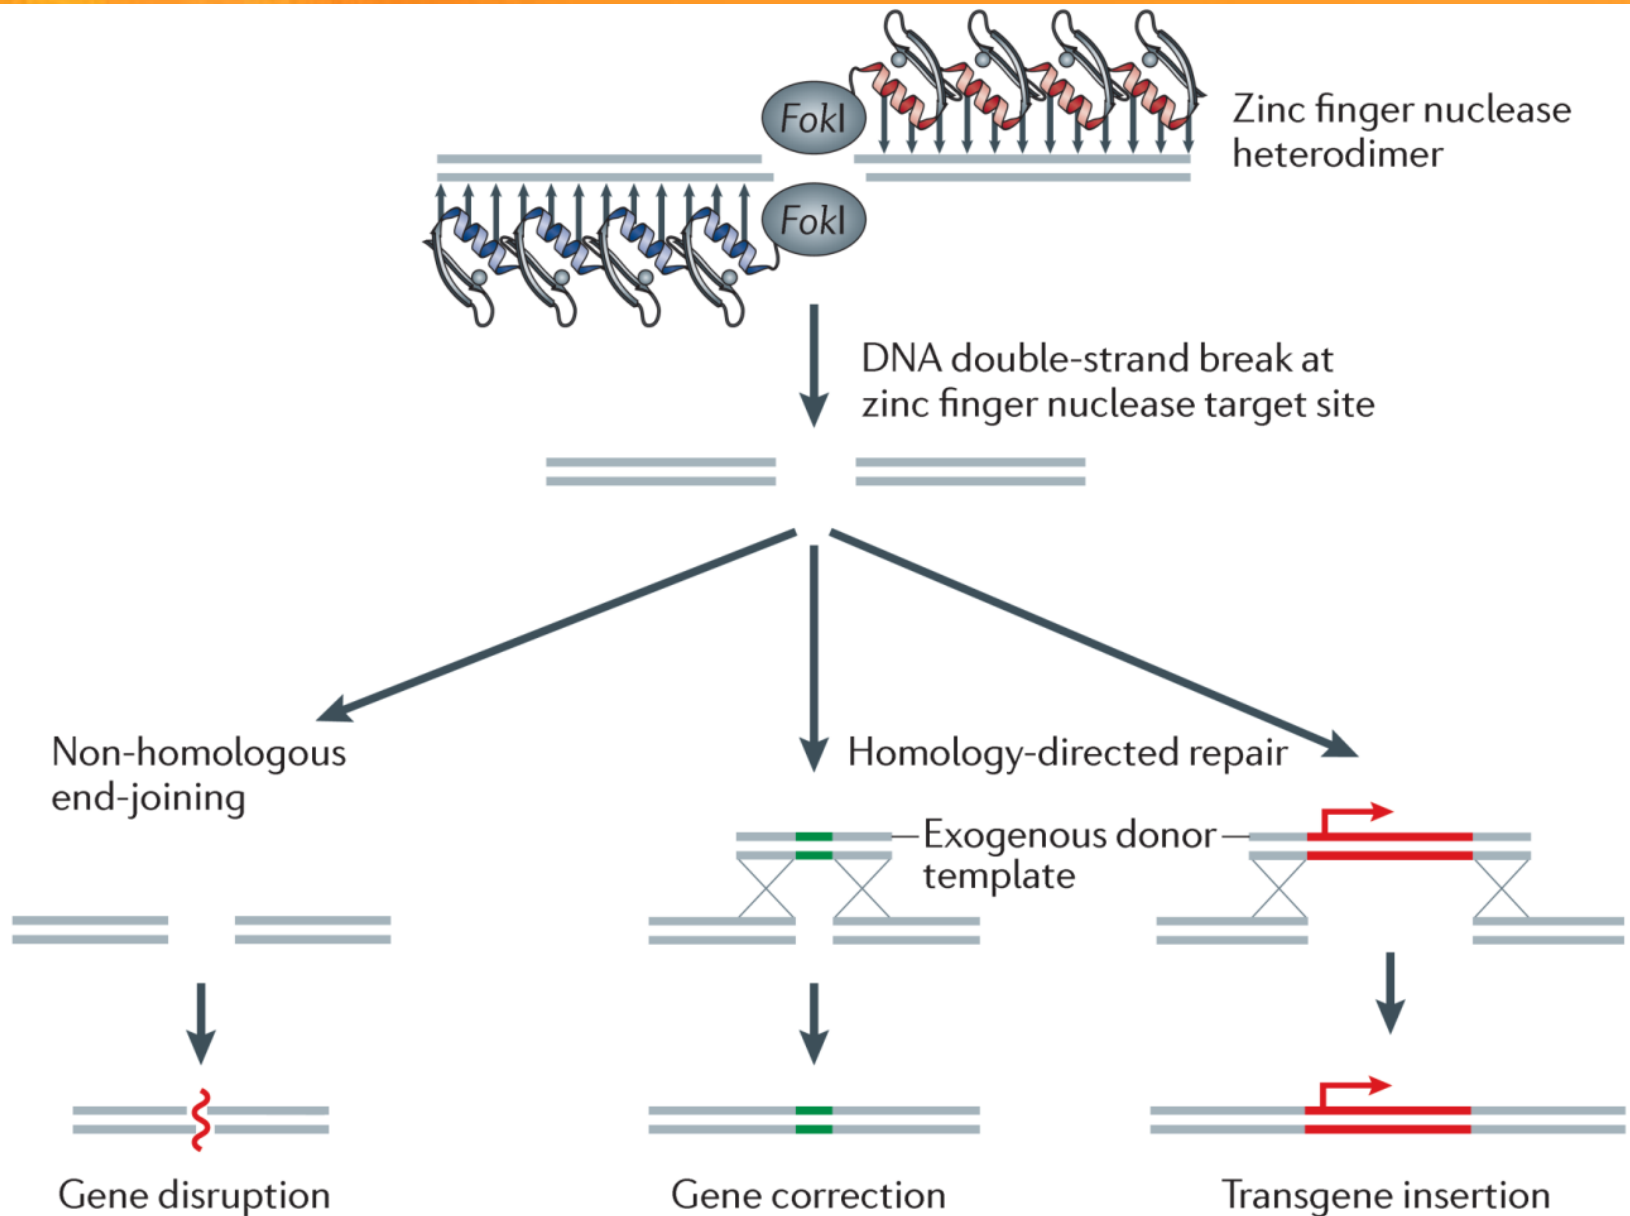 FokI
Zinc finger nuclease
heterodimer
FokI
DNA double-strand break at
zinc finger nuclease target site
Non-homologous
end-joining
Homology-directed repair
Exogenous donor
template
Gene disruption
Gene correction
Transgene insertion